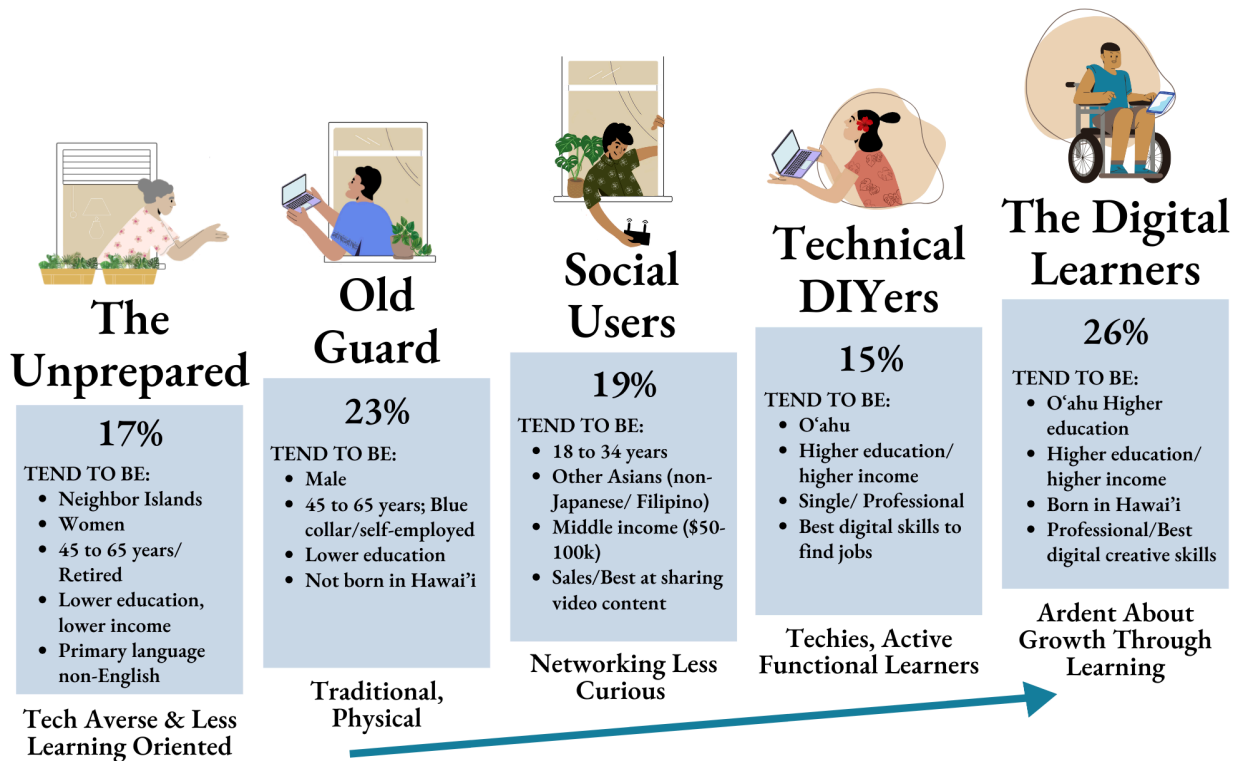 The
Unprepared
17%
TEND TO BE:
• Neighbor Islands
• Women
• 45 to 65 years/
Retired
• Lower education,
lower income
• Primary language
non-English
Tech Averse & Less
Learning Oriented
Old
Guard
23%
TEND TO BE:
• Male
• 45 to 65 years; Blue
collar/self-employed
• Lower education
• Not born in Hawai’i
Traditional,
Physical
Social
Users
19%
TEND TO BE:
• 18 to 34 years
• Other Asians (non-
Japanese/ Filipino)
• Middle income ($50-
100k)
• Sales/Best at sharing
video content
Networking Less
Curious
Technical
DIYers
15%
TEND TO BE:
• Oʻahu
• Higher education/
higher income
• Single/ Professional
• Best digital skills to
find jobs
Techies, Active
Functional Learners
The Digital
Learners
26%
TEND TO BE:
• Oʻahu Higher
education
• Higher education/
higher income
• Born in Hawai’i
• Professional/Best
digital creative skills
Ardent About
Growth Through
Learning